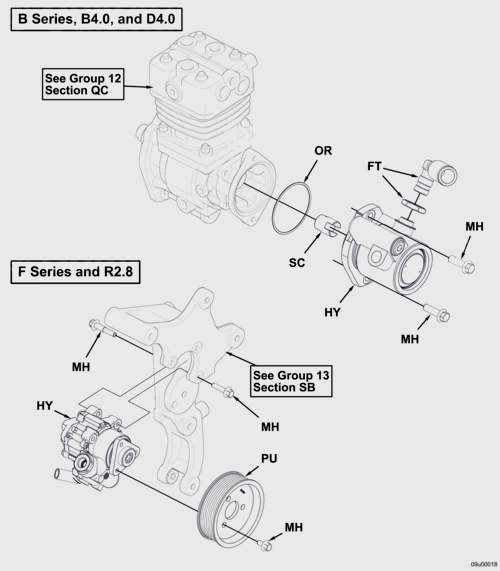 B Series, B4.0, and D4.0
See Group 12
Section QC
OR
FT
MH
SC
HY
MH
F Series and R2.8
MH
See Group 13
Section SB
HY
MH
PU
MH
09u00018